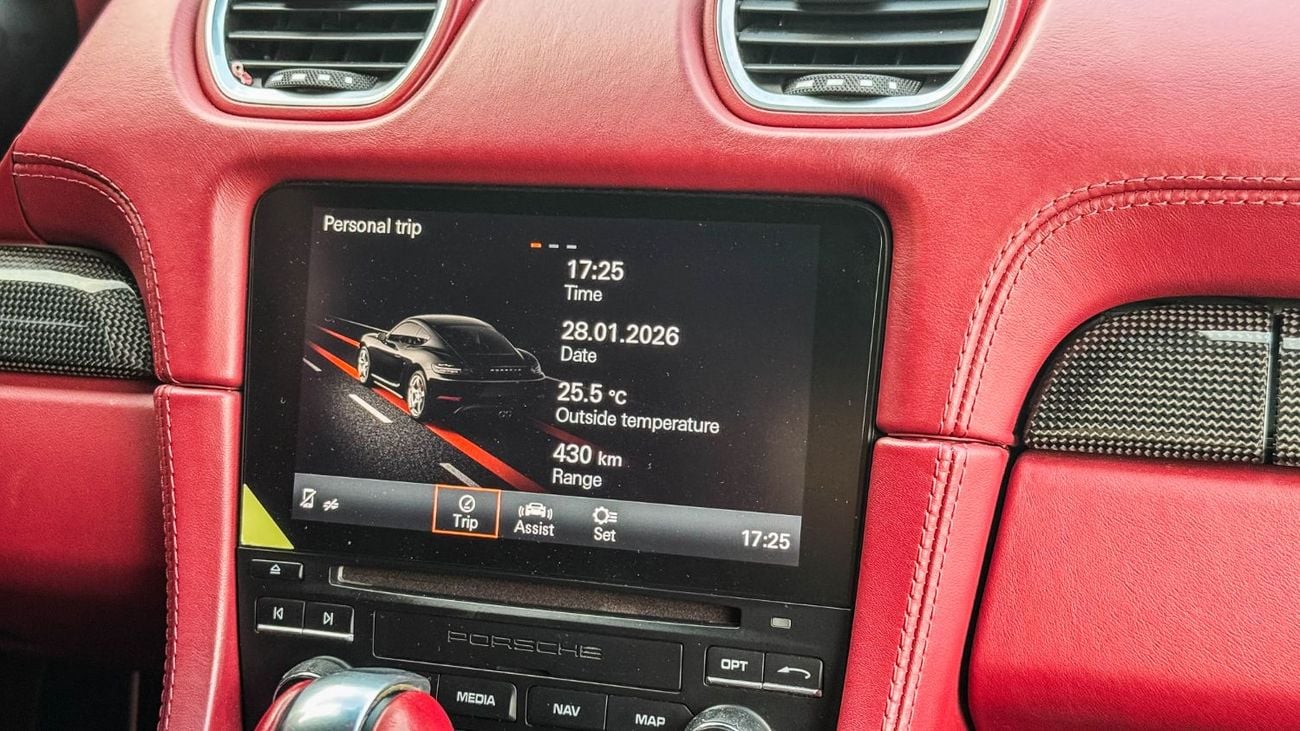 Personal trip
17:25
Time
28.01.2026
Date
25.5 °C
Outside temperature
430 km
Range
Trip
Assist
Set
17:25
PORSCHE
OPT
MEDIA
NAV
MAP